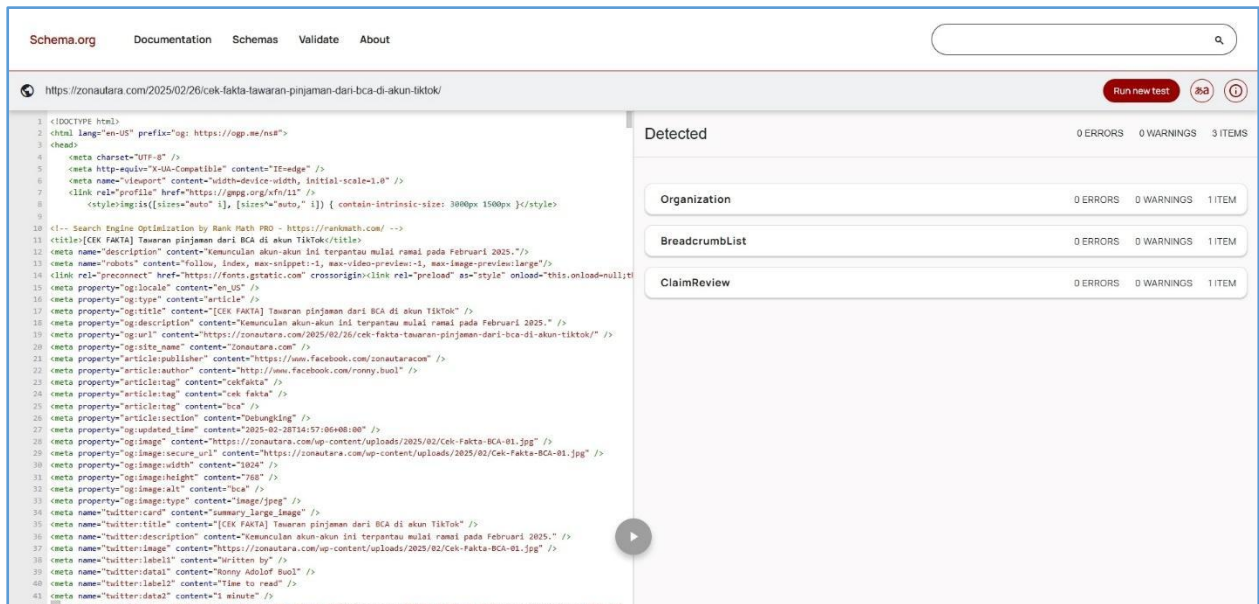 Schema.org Documentation Schemas Validate About
https://zonautara.com/2025/02/26/cek-fakta-tawaran-pinjaman-dari-bca-di-akun-tiktok/
Run new test
1 <!DOCTYPE html>
2 <html lang="en-US" prefix="og: https://ogp.me/ns#">
3 <head>
4 <meta charset="UTF-8" />
5 <meta http-equiv="X-UA-Compatible" content="IE=edge" />
6 <meta name="viewport" content="width=device-width, initial-scale=1.0" />
7 <link rel="profile" href="https://gmpg.org/xfn/11" />
8 <style>img:is([sizes="auto" i], [sizes^="auto," i]) { contain-intrinsic-size: 3000px 1500px }</style>
9
10 <!-- Search Engine Optimization by Rank Math PRO - https://rankmath.com/ -->
11 <title>[CEK FAKTA] Tawaran pinjaman dari BCA di akun TikTok</title>
12 <meta name="description" content="Kemunculan akun-akun ini terpantau mulai ramai pada Februari 2025."/>
13 <meta name="robots" content="follow, index, max-snippet:-1, max-video-preview:-1, max-image-preview:large"/>
14 <link rel="preconnect" href="https://fonts.gstatic.com" crossorigin><link rel="preload" as="style" onload="this.onload=null;th
15 <meta property="og:locale" content="en_US" />
16 <meta property="og:type" content="article" />
17 <meta property="og:title" content="[CEK FAKTA] Tawaran pinjaman dari BCA di akun TikTok" />
18 <meta property="og:description" content="Kemunculan akun-akun ini terpantau mulai ramai pada Februari 2025." />
19 <meta property="og:url" content="https://zonautara.com/2025/02/26/cek-fakta-tawaran-pinjaman-dari-bca-di-akun-tiktok/" />
20 <meta property="og:site_name" content="Zonautara.com" />
21 <meta property="article:publisher" content="https://www.facebook.com/zonautaracom" />
22 <meta property="article:author" content="http://www.facebook.com/ronny.buol" />
23 <meta property="article:tag" content="cekfakta" />
24 <meta property="article:tag" content="cek fakta" />
25 <meta property="article:tag" content="bca" />
26 <meta property="article:section" content="Debungking" />
27 <meta property="og:updated_time" content="2025-02-28T14:57:06+08:00" />
28 <meta property="og:image" content="https://zonautara.com/wp-content/uploads/2025/02/Cek-Fakta-BCA-01.jpg" />
29 <meta property="og:image:secure_url" content="https://zonautara.com/wp-content/uploads/2025/02/Cek-Fakta-BCA-01.jpg" />
30 <meta property="og:image:width" content="1024" />
31 <meta property="og:image:height" content="768" />
32 <meta property="og:image:alt" content="bca" />
33 <meta property="og:image:type" content="image/jpeg" />
34 <meta name="twitter:card" content="summary_large_image" />
35 <meta name="twitter:title" content="[CEK FAKTA] Tawaran pinjaman dari BCA di akun TikTok" />
36 <meta name="twitter:description" content="Kemunculan akun-akun ini terpantau mulai ramai pada Februari 2025." />
37 <meta name="twitter:image" content="https://zonautara.com/wp-content/uploads/2025/02/Cek-Fakta-BCA-01.jpg" />
38 <meta name="twitter:label1" content="Written by" />
39 <meta name="twitter:data1" content="Ronny Adolof Buol" />
40 <meta name="twitter:label2" content="Time to read" />
41 <meta name="twitter:data2" content="1 minute" />
Detected 0 ERRORS 0 WARNINGS 3 ITEMS
Organization 0 ERRORS 0 WARNINGS 1 ITEM
BreadcrumbList 0 ERRORS 0 WARNINGS 1 ITEM
ClaimReview 0 ERRORS 0 WARNINGS 1 ITEM